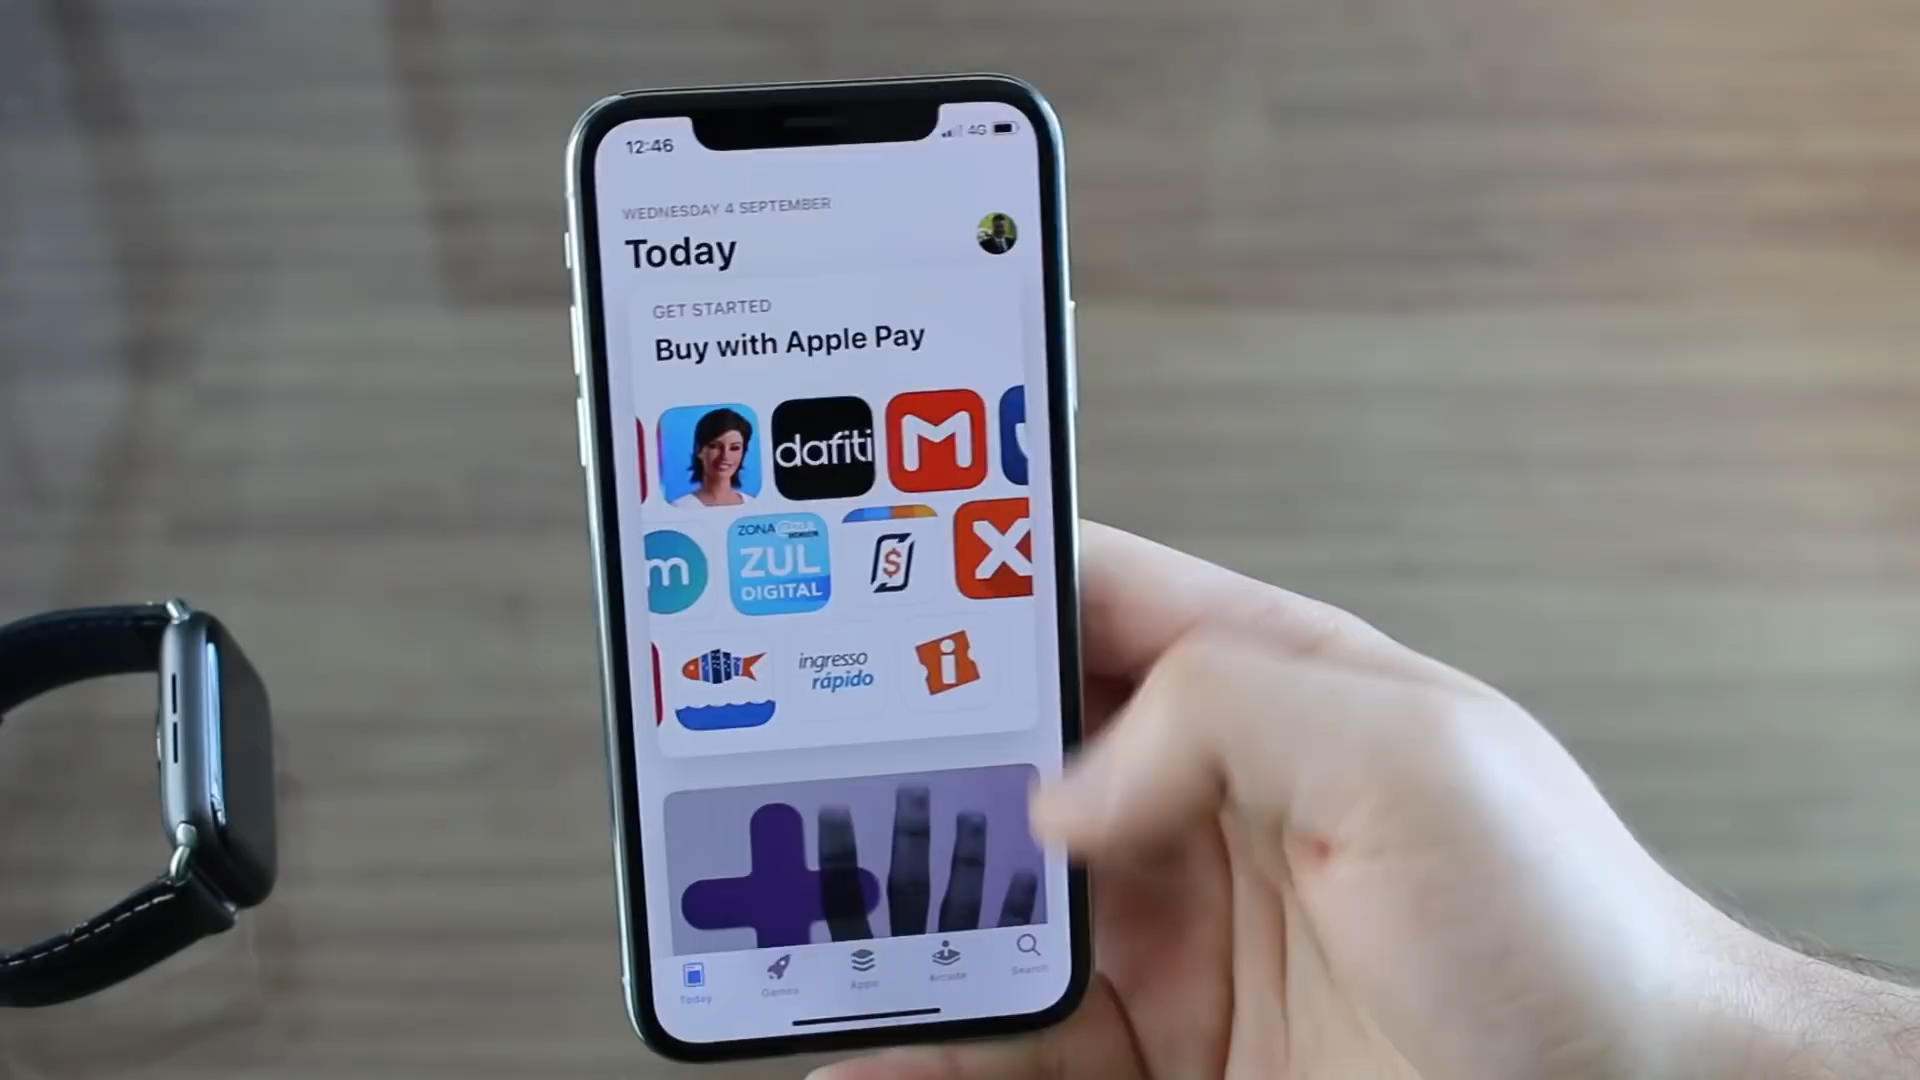 12:46
4G
WEDNESDAY 4 SEPTEMBER
Today
GET STARTED
Buy with Apple Pay
dafiti
M
m
ZONA
ZUL
DIGITAL
$
X
ingresso
rápido
i
Today
Games
Apps
Arcade
Search